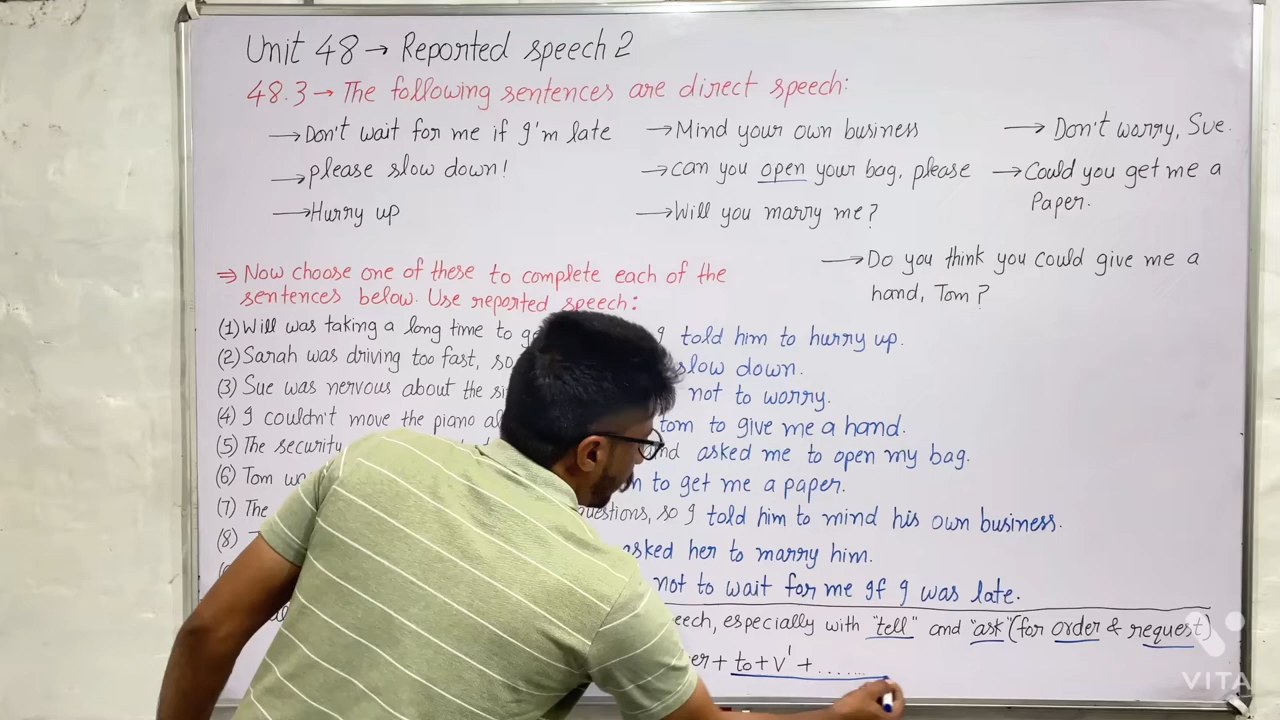 Unit 48 → Reported speech 2
48.3 → The following sentences are direct speech:
→ Don't wait for me if I'm late
→ please slow down!
→ Hurry up
→ Mind your own business
→ can you open your bag, please
→ Will you marry me?
→ Don't worry, Sue.
→ Could you get me a
Paper.
→ Do you think you could give me a
hand, Tom?
⇒ Now choose one of these to complete each of the
sentences below. Use reported speech:
(1) Will was taking a long time to I told him to hurry up.
(2) Sarah was driving too fast, so slow down.
(3) Sue was nervous about the not to worry.
(4) I couldn't move the piano tom to give me a hand.
(5) The security asked me to open my bag.
(6) Tom to get me a paper.
(7) The so I told him to mind his own business.
(8) asked her to marry him.
not to wait for me If I was late.
especially with "tell" and "ask" (for order & request)
+ to + V¹ + .......
VITA